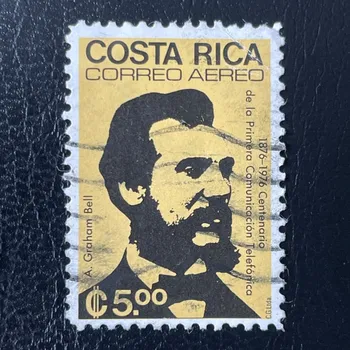 COSTA RICA
CORREO AEREO
1876-1976 Centenario
de la Primera Comunicación Telefónica
A. Graham Bell
₡5.00